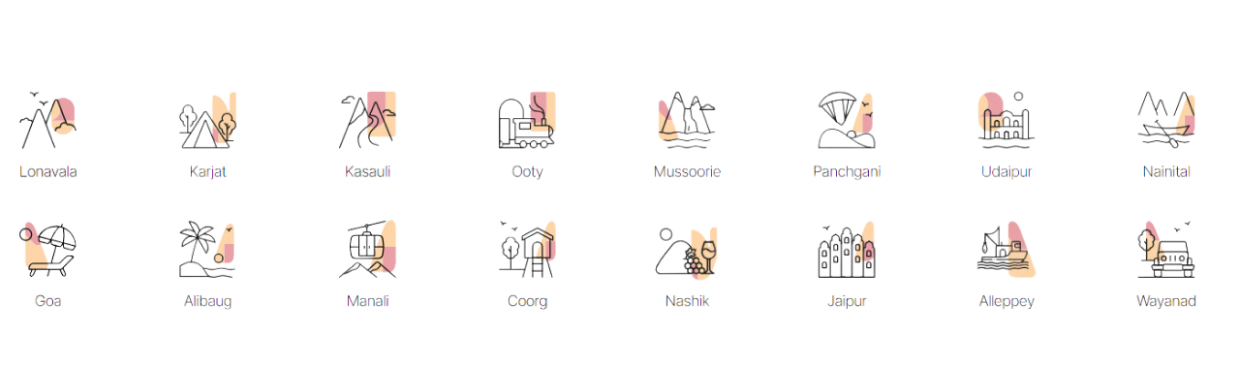 Lonavala
Karjat
Kasauli
Ooty
Mussoorie
Panchgani
Udaipur
Nainital
Goa
Alibaug
Manali
Coorg
Nashik
Jaipur
Alleppey
Wayanad